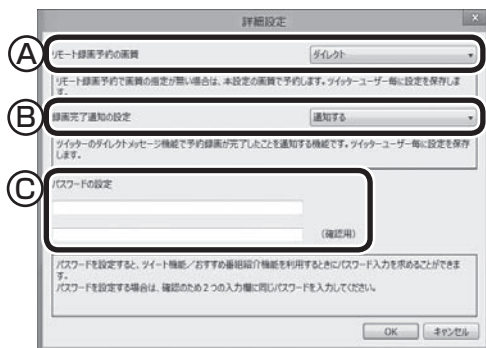 詳細設定
×
Ⓐ
リモート録画予約の画質
ダイレクト
リモート録画予約で画質の指定が無い場合は、本設定の画質で予約します。ツイッターユーザー毎に設定を保存しま
す。
Ⓑ
録画完了通知の設定
通知する
ツイッターのダイレクトメッセージ機能で予約録画が完了したことを通知する機能です。ツイッターユーザー毎に設定を保存
します。
Ⓒ
パスワードの設定
(確認用)
パスワードを設定すると、ツイート機能/おすすめ番組紹介機能を利用するときにパスワード入力を求めることができま
す。
パスワードを設定する場合は、確認のため2つの入力欄に同じパスワードを入力してください。
OK キャンセル